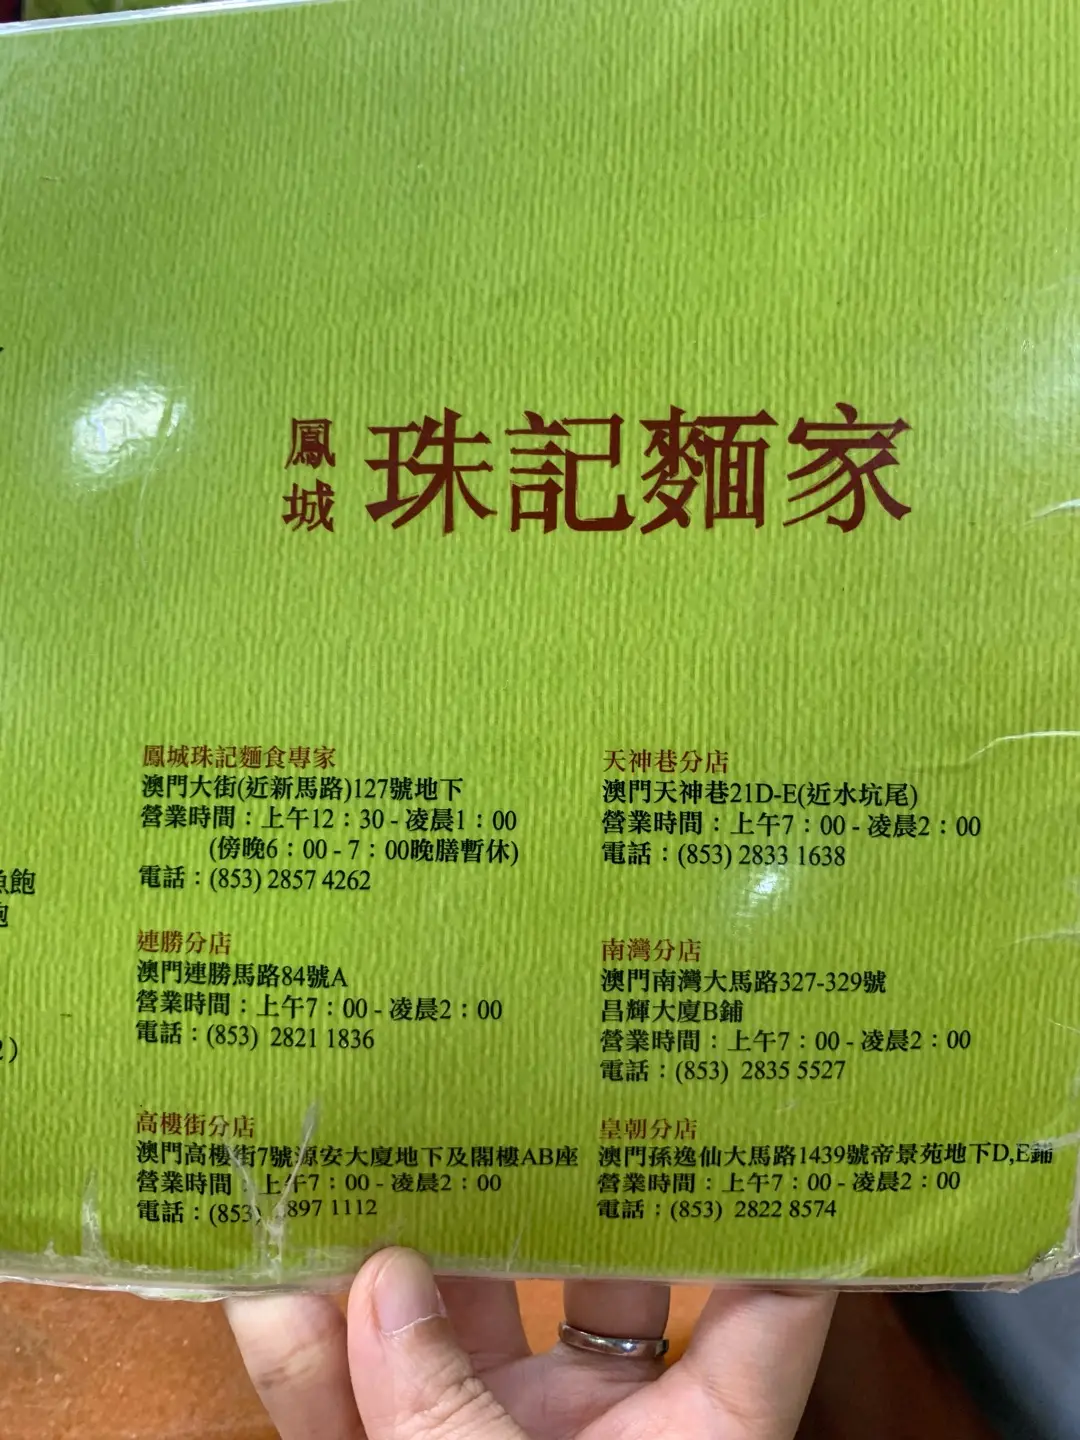 鳳城
珠記麵家
鳳城珠記麵食專家
澳門大街(近新馬路)127號地下
營業時間：上午12：30 - 凌晨1：00
(傍晚6：00 - 7：00晚膳暫休)
電話：(853) 2857 4262
連勝分店
澳門連勝馬路84號A
營業時間：上午7：00 - 凌晨2：00
電話：(853) 2821 1836
高樓街分店
澳門高樓街7號源安大廈地下及閣樓AB座
營業時間：上午7：00 - 凌晨2：00
電話：(853) 897 1112
天神巷分店
澳門天神巷21D-E(近水坑尾)
營業時間：上午7：00 - 凌晨2：00
電話：(853) 2833 1638
南灣分店
澳門南灣大馬路327-329號
昌輝大廈B鋪
營業時間：上午7：00 - 凌晨2：00
電話：(853) 2835 5527
皇朝分店
澳門孫逸仙大馬路1439號帝景苑地下D,E鋪
營業時間：上午7：00 - 凌晨2：00
電話：(853) 2822 8574